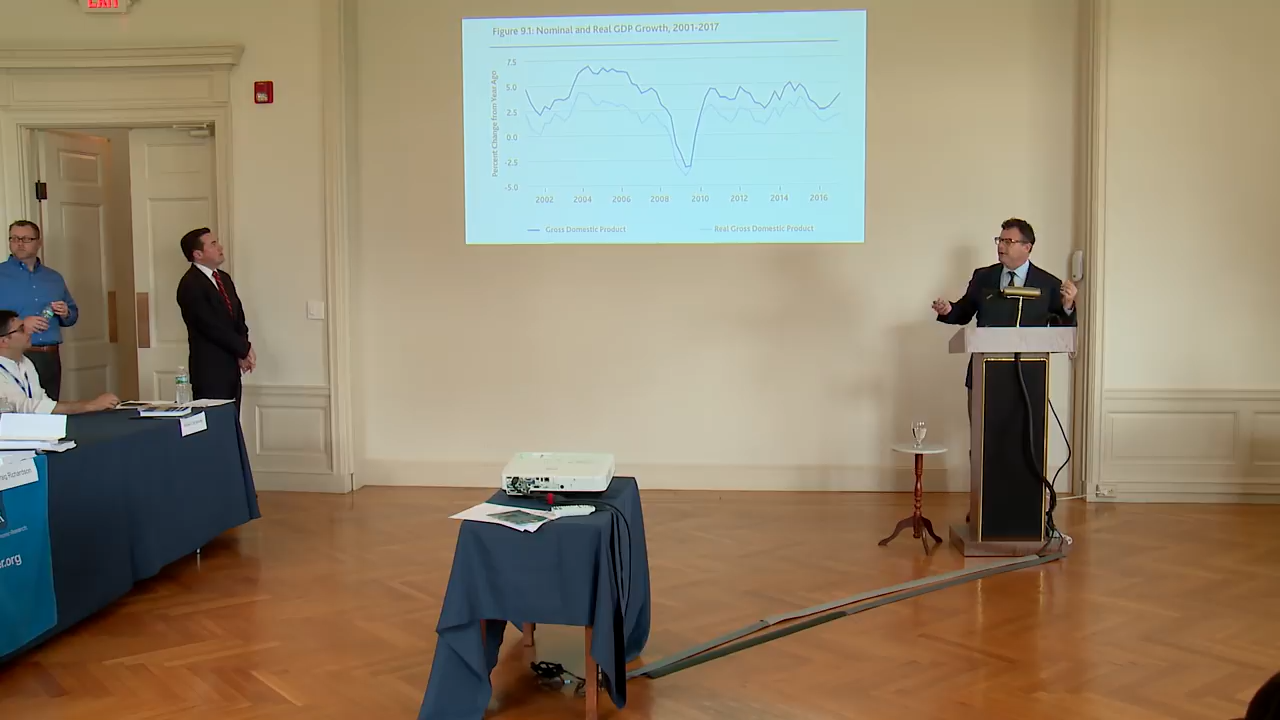 EXIT
Figure 9.1: Nominal and Real GDP Growth, 2001-2017
Percent Change from Year Ago
7.5
5.0
2.5
0.0
-2.5
-5.0
2002 2004 2006 2008 2010 2012 2014 2016
Gross Domestic Product Real Gross Domestic Product
Richardson
r.org